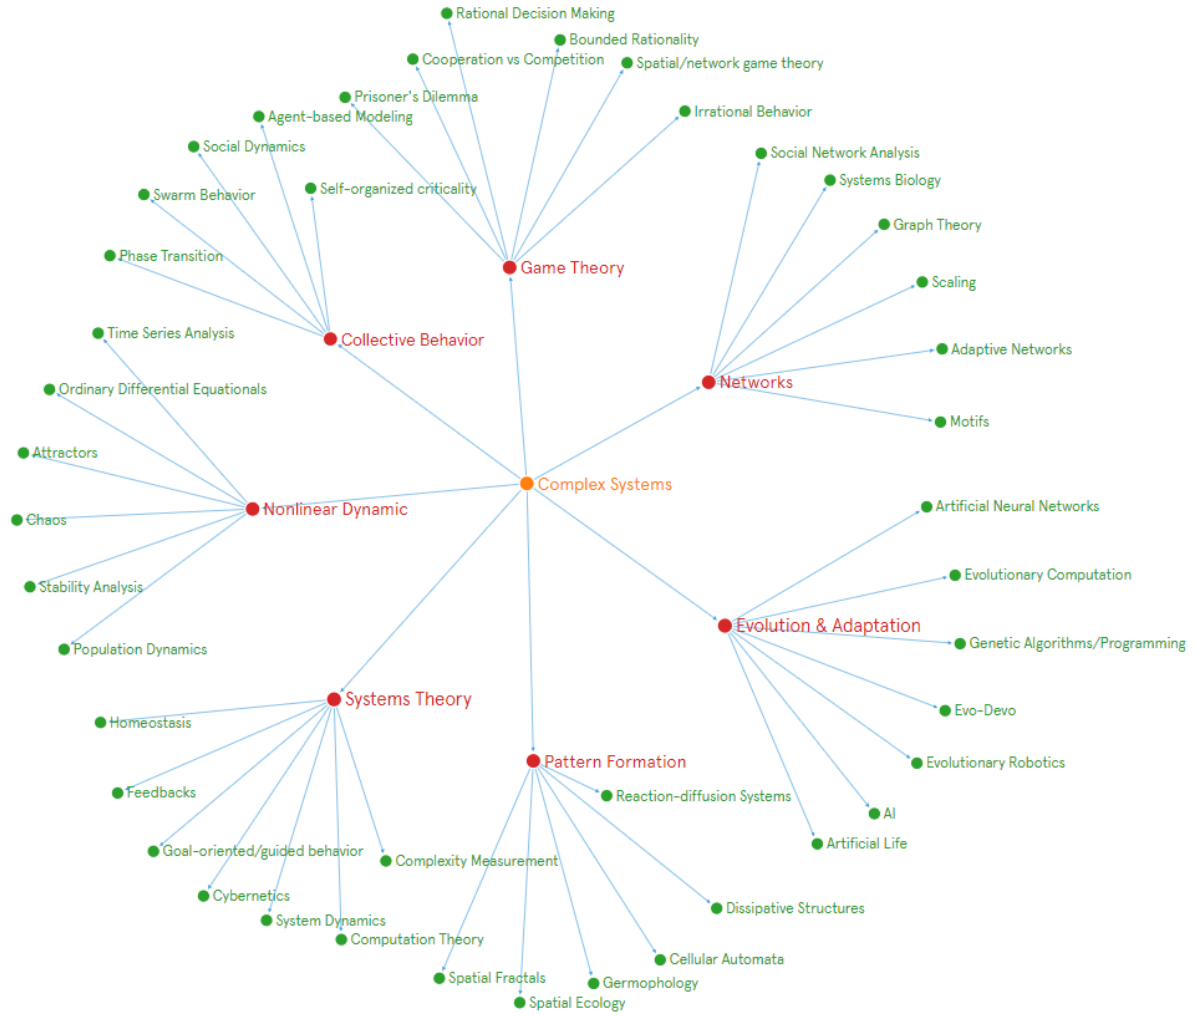 Rational Decision Making
Bounded Rationality
Cooperation vs Competition
Spatial/network game theory
Prisoner's Dilemma
Irrational Behavior
Agent-based Modeling
Social Dynamics
Social Network Analysis
Systems Biology
Self-organized criticality
Swarm Behavior
Graph Theory
Phase Transition
Game Theory
Scaling
Time Series Analysis
Collective Behavior
Adaptive Networks
Networks
Ordinary Differential Equationals
Motifs
Attractors
Complex Systems
Nonlinear Dynamic
Artificial Neural Networks
Chaos
Evolutionary Computation
Stability Analysis
Evolution & Adaptation
Genetic Algorithms/Programming
Population Dynamics
Systems Theory
Evo-Devo
Homeostasis
Pattern Formation
Evolutionary Robotics
Feedbacks
Reaction-diffusion Systems
AI
Artificial Life
Goal-oriented/guided behavior
Complexity Measurement
Cybernetics
Dissipative Structures
System Dynamics
Computation Theory
Cellular Automata
Spatial Fractals
Germophology
Spatial Ecology